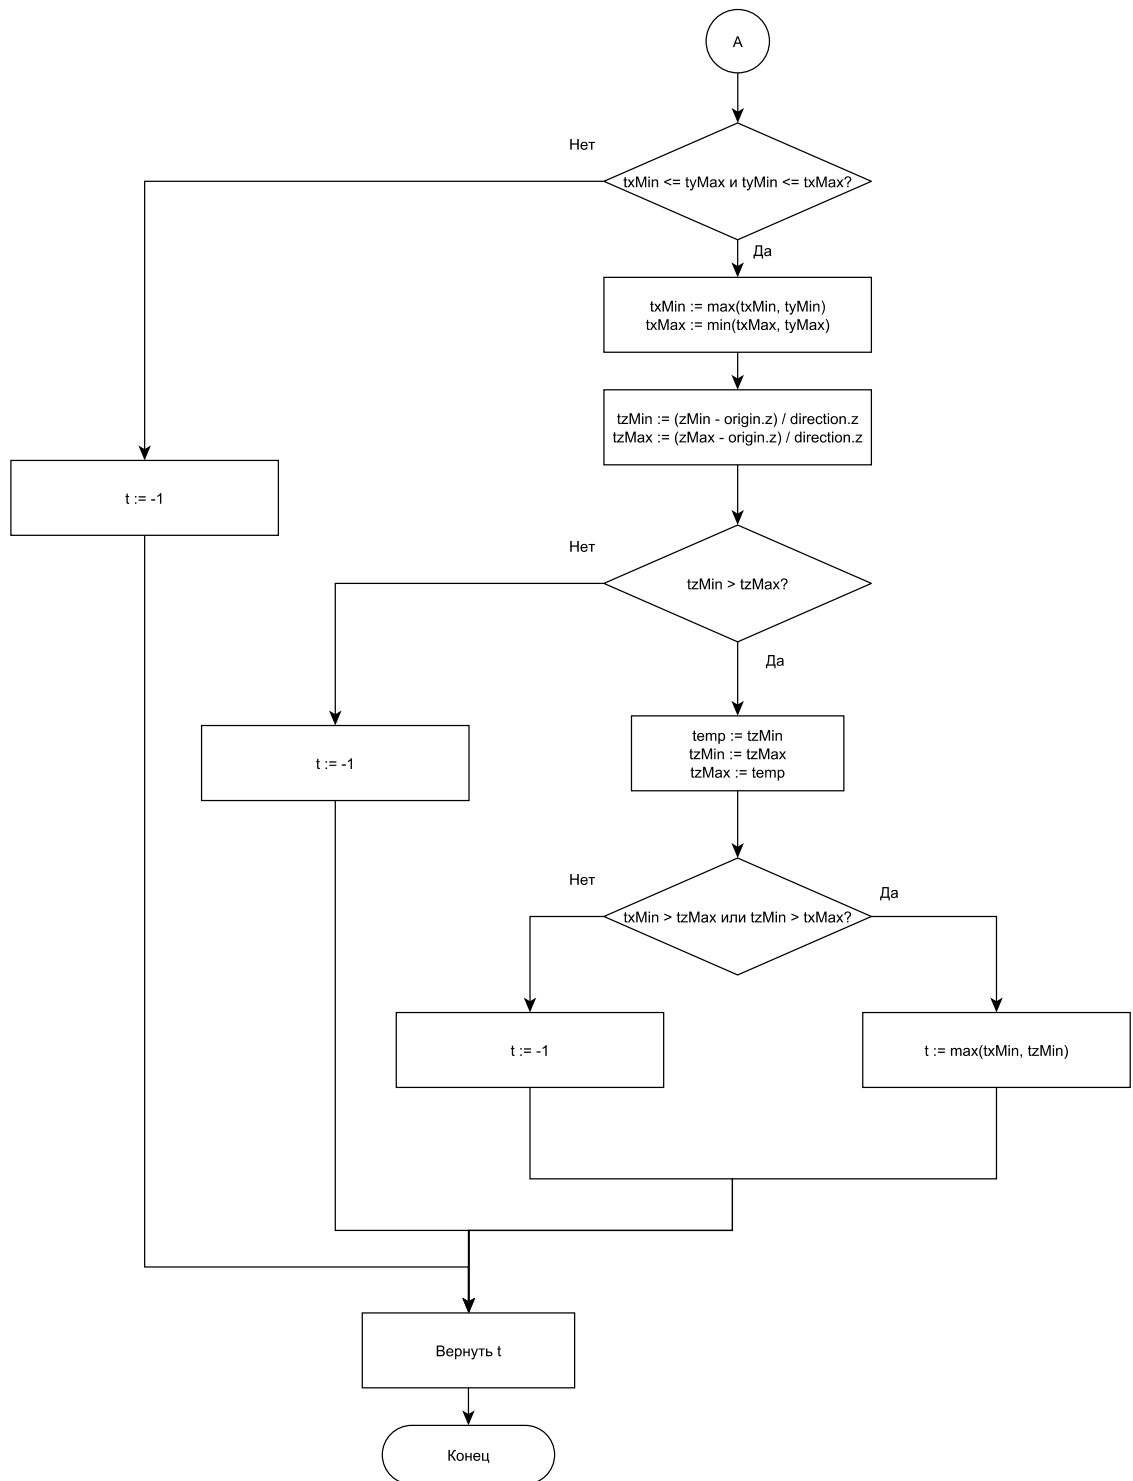 A
Нет
txMin <= tyMax и tyMin <= txMax?
Да
txMin := max(txMin, tyMin)
txMax := min(txMax, tyMax)
tzMin := (zMin - origin.z) / direction.z
tzMax := (zMax - origin.z) / direction.z
t := -1
Нет
tzMin > tzMax?
Да
temp := tzMin
tzMin := tzMax
tzMax := temp
t := -1
Нет
Да
txMin > tzMax или tzMin > txMax?
t := -1
t := max(txMin, tzMin)
Вернуть t
Конец